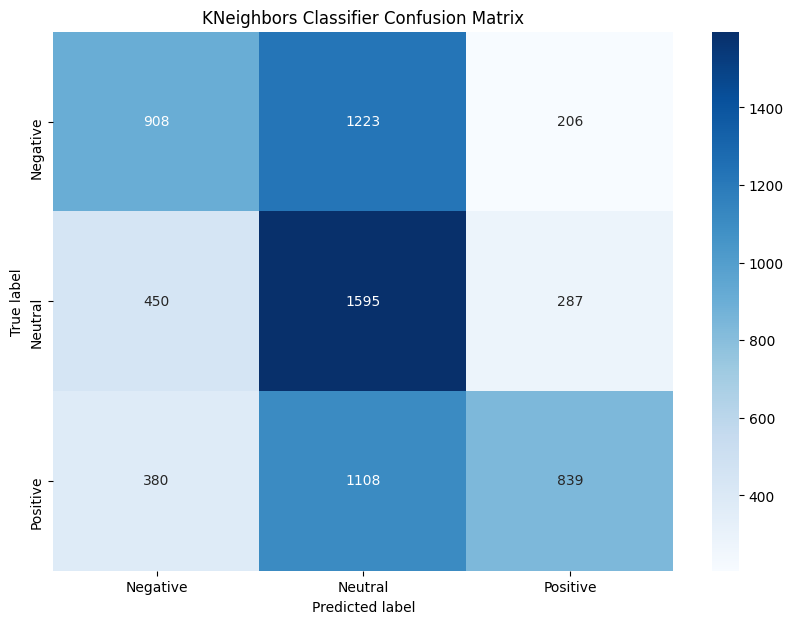 KNeighbors Classifier Confusion Matrix
True label
Negative
908 1223 206
Neutral
450 1595 287
Positive
380 1108 839
Negative Neutral Positive
Predicted label
1400
1200
1000
800
600
400